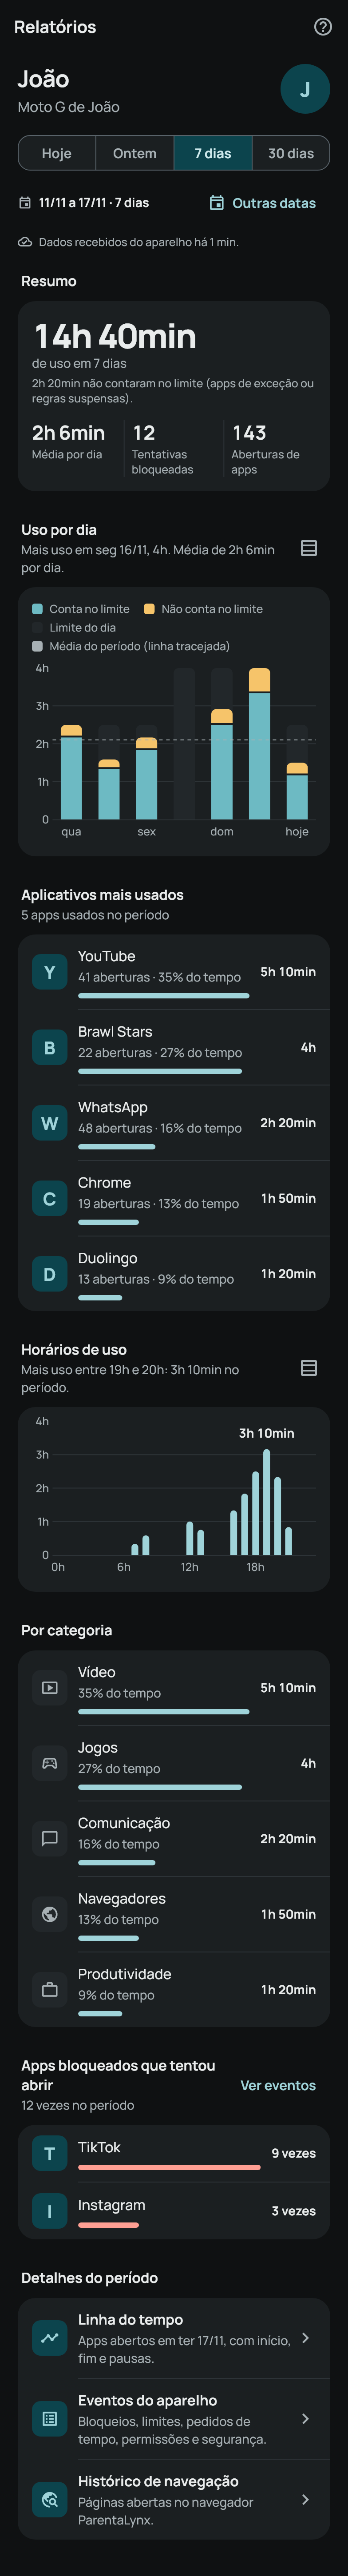 Relatórios
João
J
Moto G de João
Hoje
Ontem
7 dias
30 dias
11/11 a 17/11 · 7 dias
Outras datas
Dados recebidos do aparelho há 1 min.
Resumo
14h 40min
de uso em 7 dias
2h 20min não contaram no limite (apps de exceção ou
regras suspensas).
2h 6min
12
143
Média por dia
Tentativas
bloqueadas
Aberturas de
apps
Uso por dia
Mais uso em seg 16/11, 4h. Média de 2h 6min
por dia.
Conta no limite
Não conta no limite
Limite do dia
Média do período (linha tracejada)
4h
3h
2h
1h
0
qua
sex
dom
hoje
Aplicativos mais usados
5 apps usados no período
Y
YouTube
41 aberturas · 35% do tempo
5h 10min
B
Brawl Stars
22 aberturas · 27% do tempo
4h
W
WhatsApp
48 aberturas · 16% do tempo
2h 20min
C
Chrome
19 aberturas · 13% do tempo
1h 50min
D
Duolingo
13 aberturas · 9% do tempo
1h 20min
Horários de uso
Mais uso entre 19h e 20h: 3h 10min no
período.
4h
3h 10min
3h
2h
1h
0
0h
6h
12h
18h
Por categoria
Vídeo
35% do tempo
5h 10min
Jogos
27% do tempo
4h
Comunicação
16% do tempo
2h 20min
Navegadores
13% do tempo
1h 50min
Produtividade
9% do tempo
1h 20min
Apps bloqueados que tentou
abrir
Ver eventos
12 vezes no período
T
TikTok
9 vezes
I
Instagram
3 vezes
Detalhes do período
Linha do tempo
Apps abertos em ter 17/11, com início,
fim e pausas.
Eventos do aparelho
Bloqueios, limites, pedidos de
tempo, permissões e segurança.
Histórico de navegação
Páginas abertas no navegador
ParentaLynx.